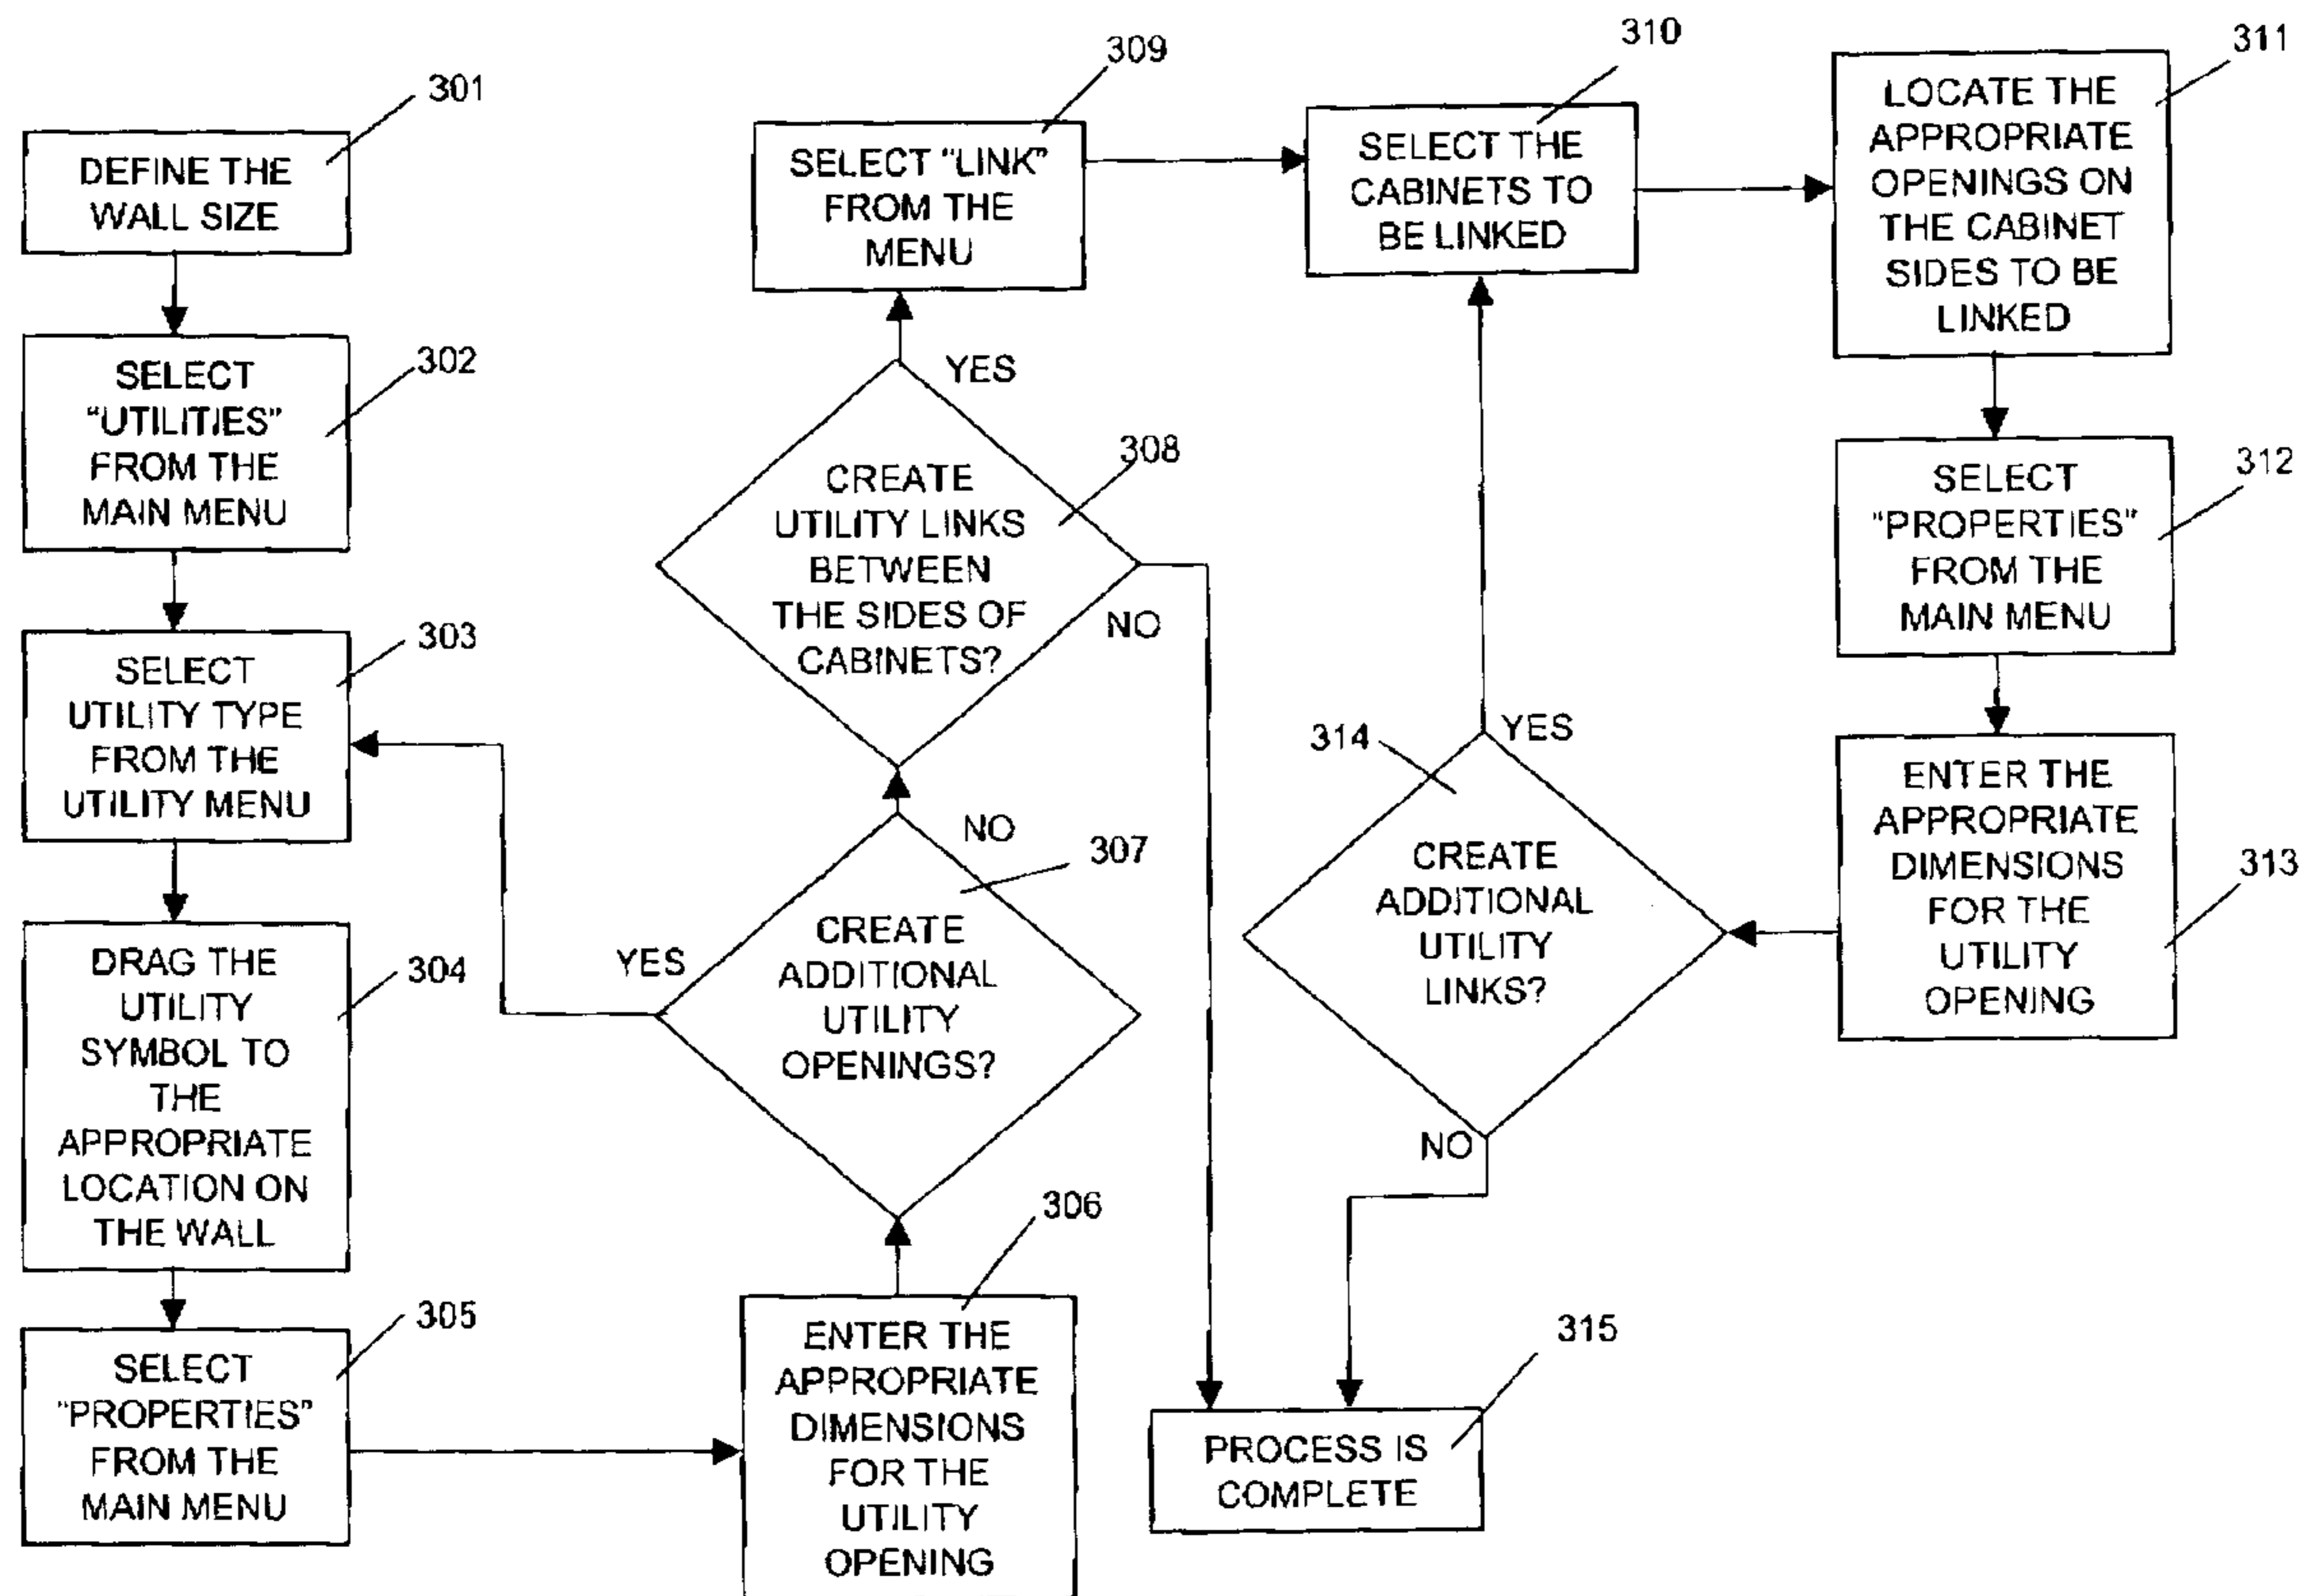 301
DEFINE THE
WALL SIZE
302
SELECT
"UTILITIES"
FROM THE
MAIN MENU
303
SELECT
UTILITY TYPE
FROM THE
UTILITY MENU
304
DRAG THE
UTILITY
SYMBOL TO
THE
APPROPRIATE
LOCATION ON
THE WALL
305
SELECT
"PROPERTIES"
FROM THE
MAIN MENU
306
ENTER THE
APPROPRIATE
DIMENSIONS
FOR THE
UTILITY
OPENING
307
CREATE
ADDITIONAL
UTILITY
OPENINGS?
YES
NO
308
CREATE
UTILITY LINKS
BETWEEN
THE SIDES OF
CABINETS?
YES
NO
309
SELECT "LINK"
FROM THE
MENU
310
SELECT THE
CABINETS TO
BE LINKED
311
LOCATE THE
APPROPRIATE
OPENINGS ON
THE CABINET
SIDES TO BE
LINKED
312
SELECT
"PROPERTIES"
FROM THE
MAIN MENU
313
ENTER THE
APPROPRIATE
DIMENSIONS
FOR THE
UTILITY
OPENING
314
CREATE
ADDITIONAL
UTILITY
LINKS?
YES
NO
315
PROCESS IS
COMPLETE